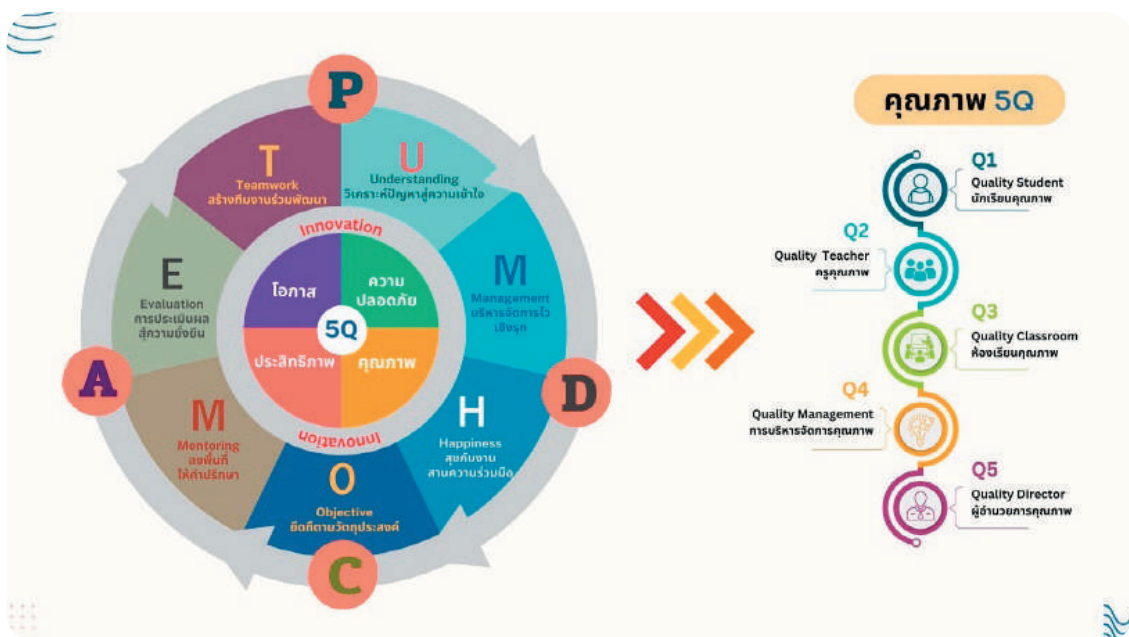 P
T
Teamwork
สร้างทีมงานร่วมพัฒนา
U
Understanding
วิเคราะห์ปัญหาสู่ความเข้าใจ
M
Management
บริหารจัดการไว
เชิงรุก
D
H
Happiness
สุขกับงาน
สานความร่วมมือ
O
Objective
ยึดที่ตามวัตถุประสงค์
C
M
Mentoring
ลงพื้นที่
ให้คำปรึกษา
A
E
Evaluation
การประเมินผล
สู่ความยั่งยืน
Innovation
โอกาส
ความ
ปลอดภัย
5Q
ประสิทธิภาพ
คุณภาพ
Innovation
คุณภาพ 5Q
Q1
Quality Student
นักเรียนคุณภาพ
Q2
Quality Teacher
ครูคุณภาพ
Q3
Quality Classroom
ห้องเรียนคุณภาพ
Q4
Quality Management
การบริหารจัดการคุณภาพ
Q5
Quality Director
ผู้อำนวยการคุณภาพ